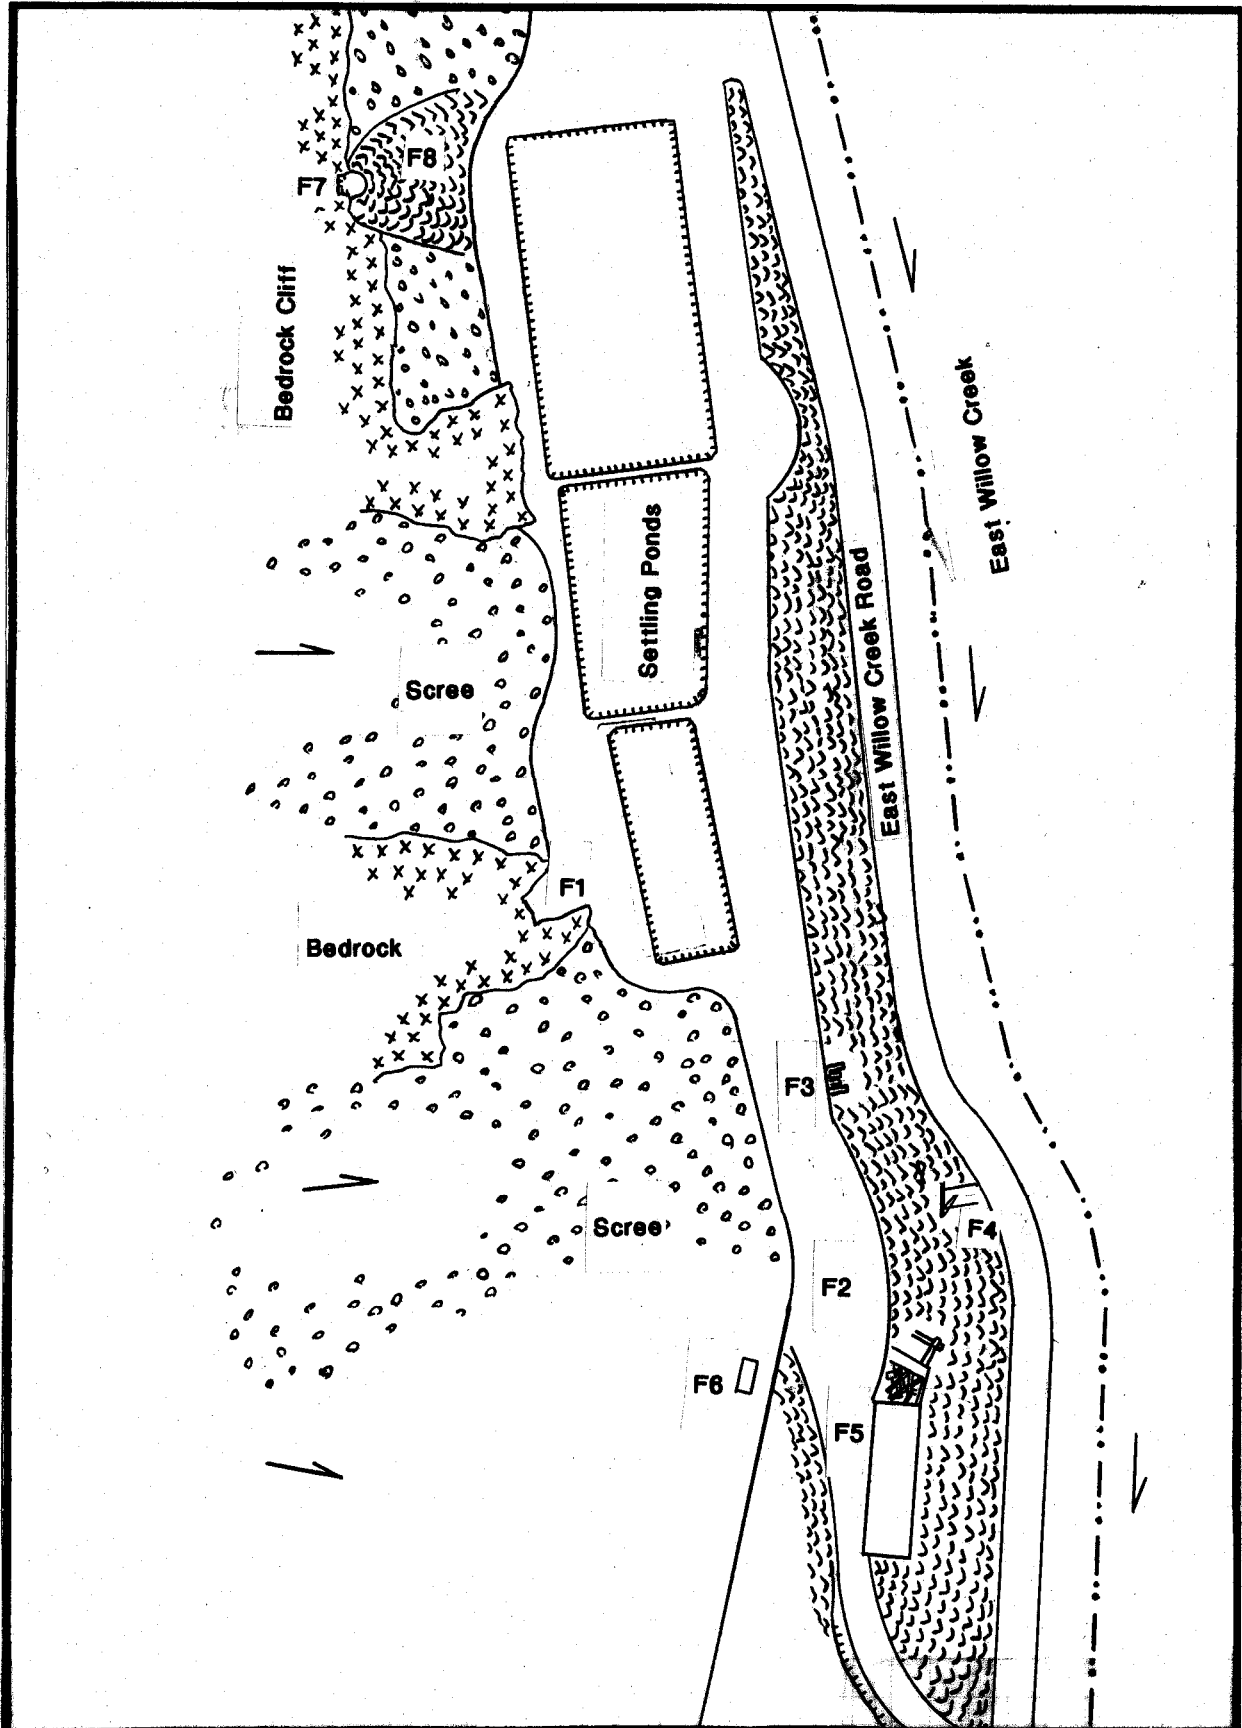 F8
F7
Bedrock Cliff
East Willow Creek
Settling Ponds
East Willow Creek Road
Scree
F1
Bedrock
F3
Scree
F4
F2
F6
F5